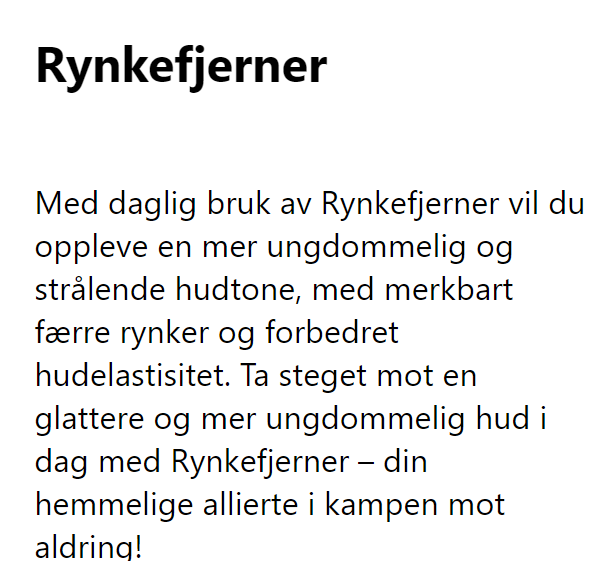 Rynkefjerner
Med daglig bruk av Rynkefjerner vil du
oppleve en mer ungdommelig og
strålende hudtone, med merkbart
færre rynker og forbedret
hudelastisitet. Ta steget mot en
glattere og mer ungdommelig hud i
dag med Rynkefjerner – din
hemmelige allierte i kampen mot
aldring!